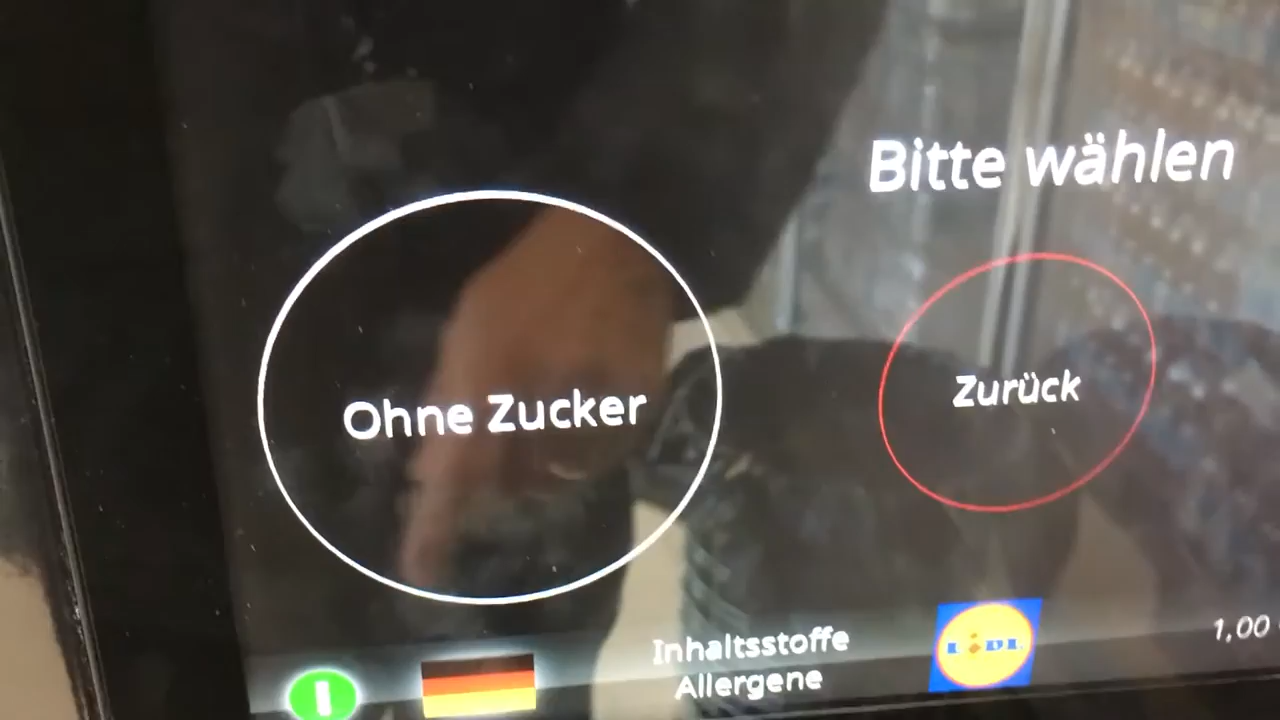 Bitte wählen
Ohne Zucker
Zurück
Inhaltsstoffe
Allergene
LIDL
1,00